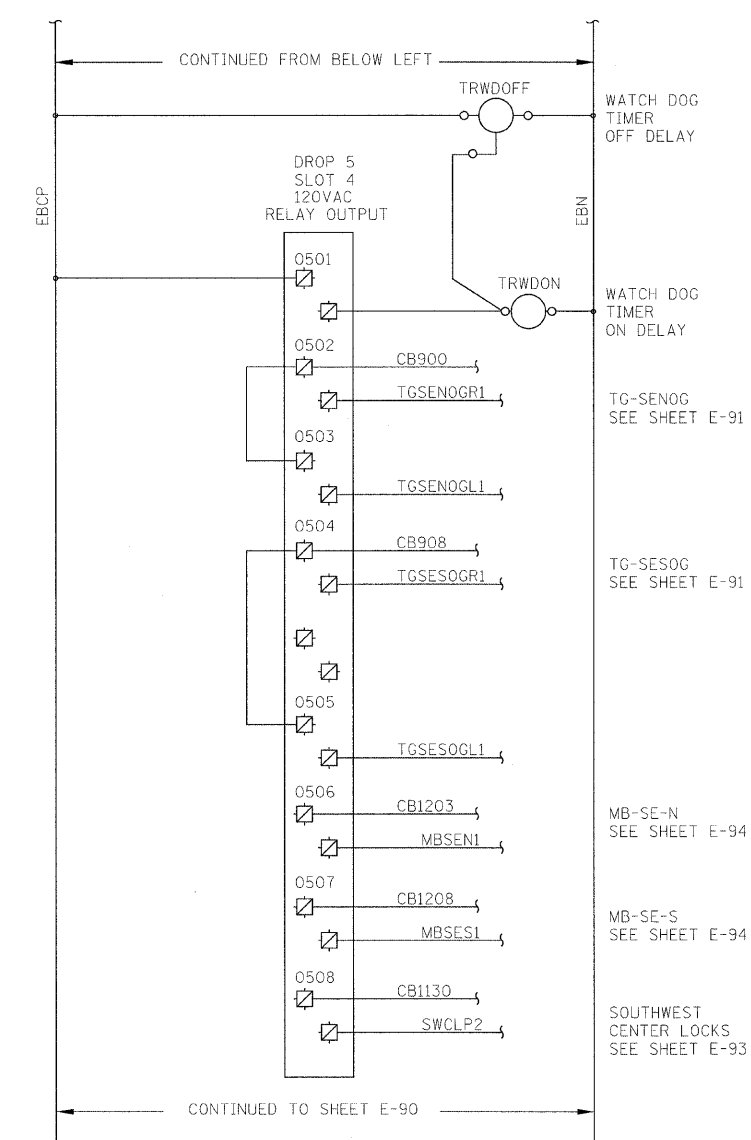 CONTINUED FROM BELOW LEFT
TRWDOFF
WATCH DOG
TIMER
OFF DELAY
DROP 5
SLOT 4
120VAC
RELAY OUTPUT
EBCP
EBN
0501
TRWDON
WATCH DOG
TIMER
ON DELAY
0502
CB900
TGSENOGR1
TG-SENOG
SEE SHEET E-91
0503
TGSENOGL1
0504
CB908
TGSESOGR1
TG-SESOG
SEE SHEET E-91
0505
TGSESOGL1
0506
CB1203
MBSEN1
MB-SE-N
SEE SHEET E-94
0507
CB1208
MBSES1
MB-SE-S
SEE SHEET E-94
0508
CB1130
SWCLP2
SOUTHWEST
CENTER LOCKS
SEE SHEET E-93
CONTINUED TO SHEET E-90